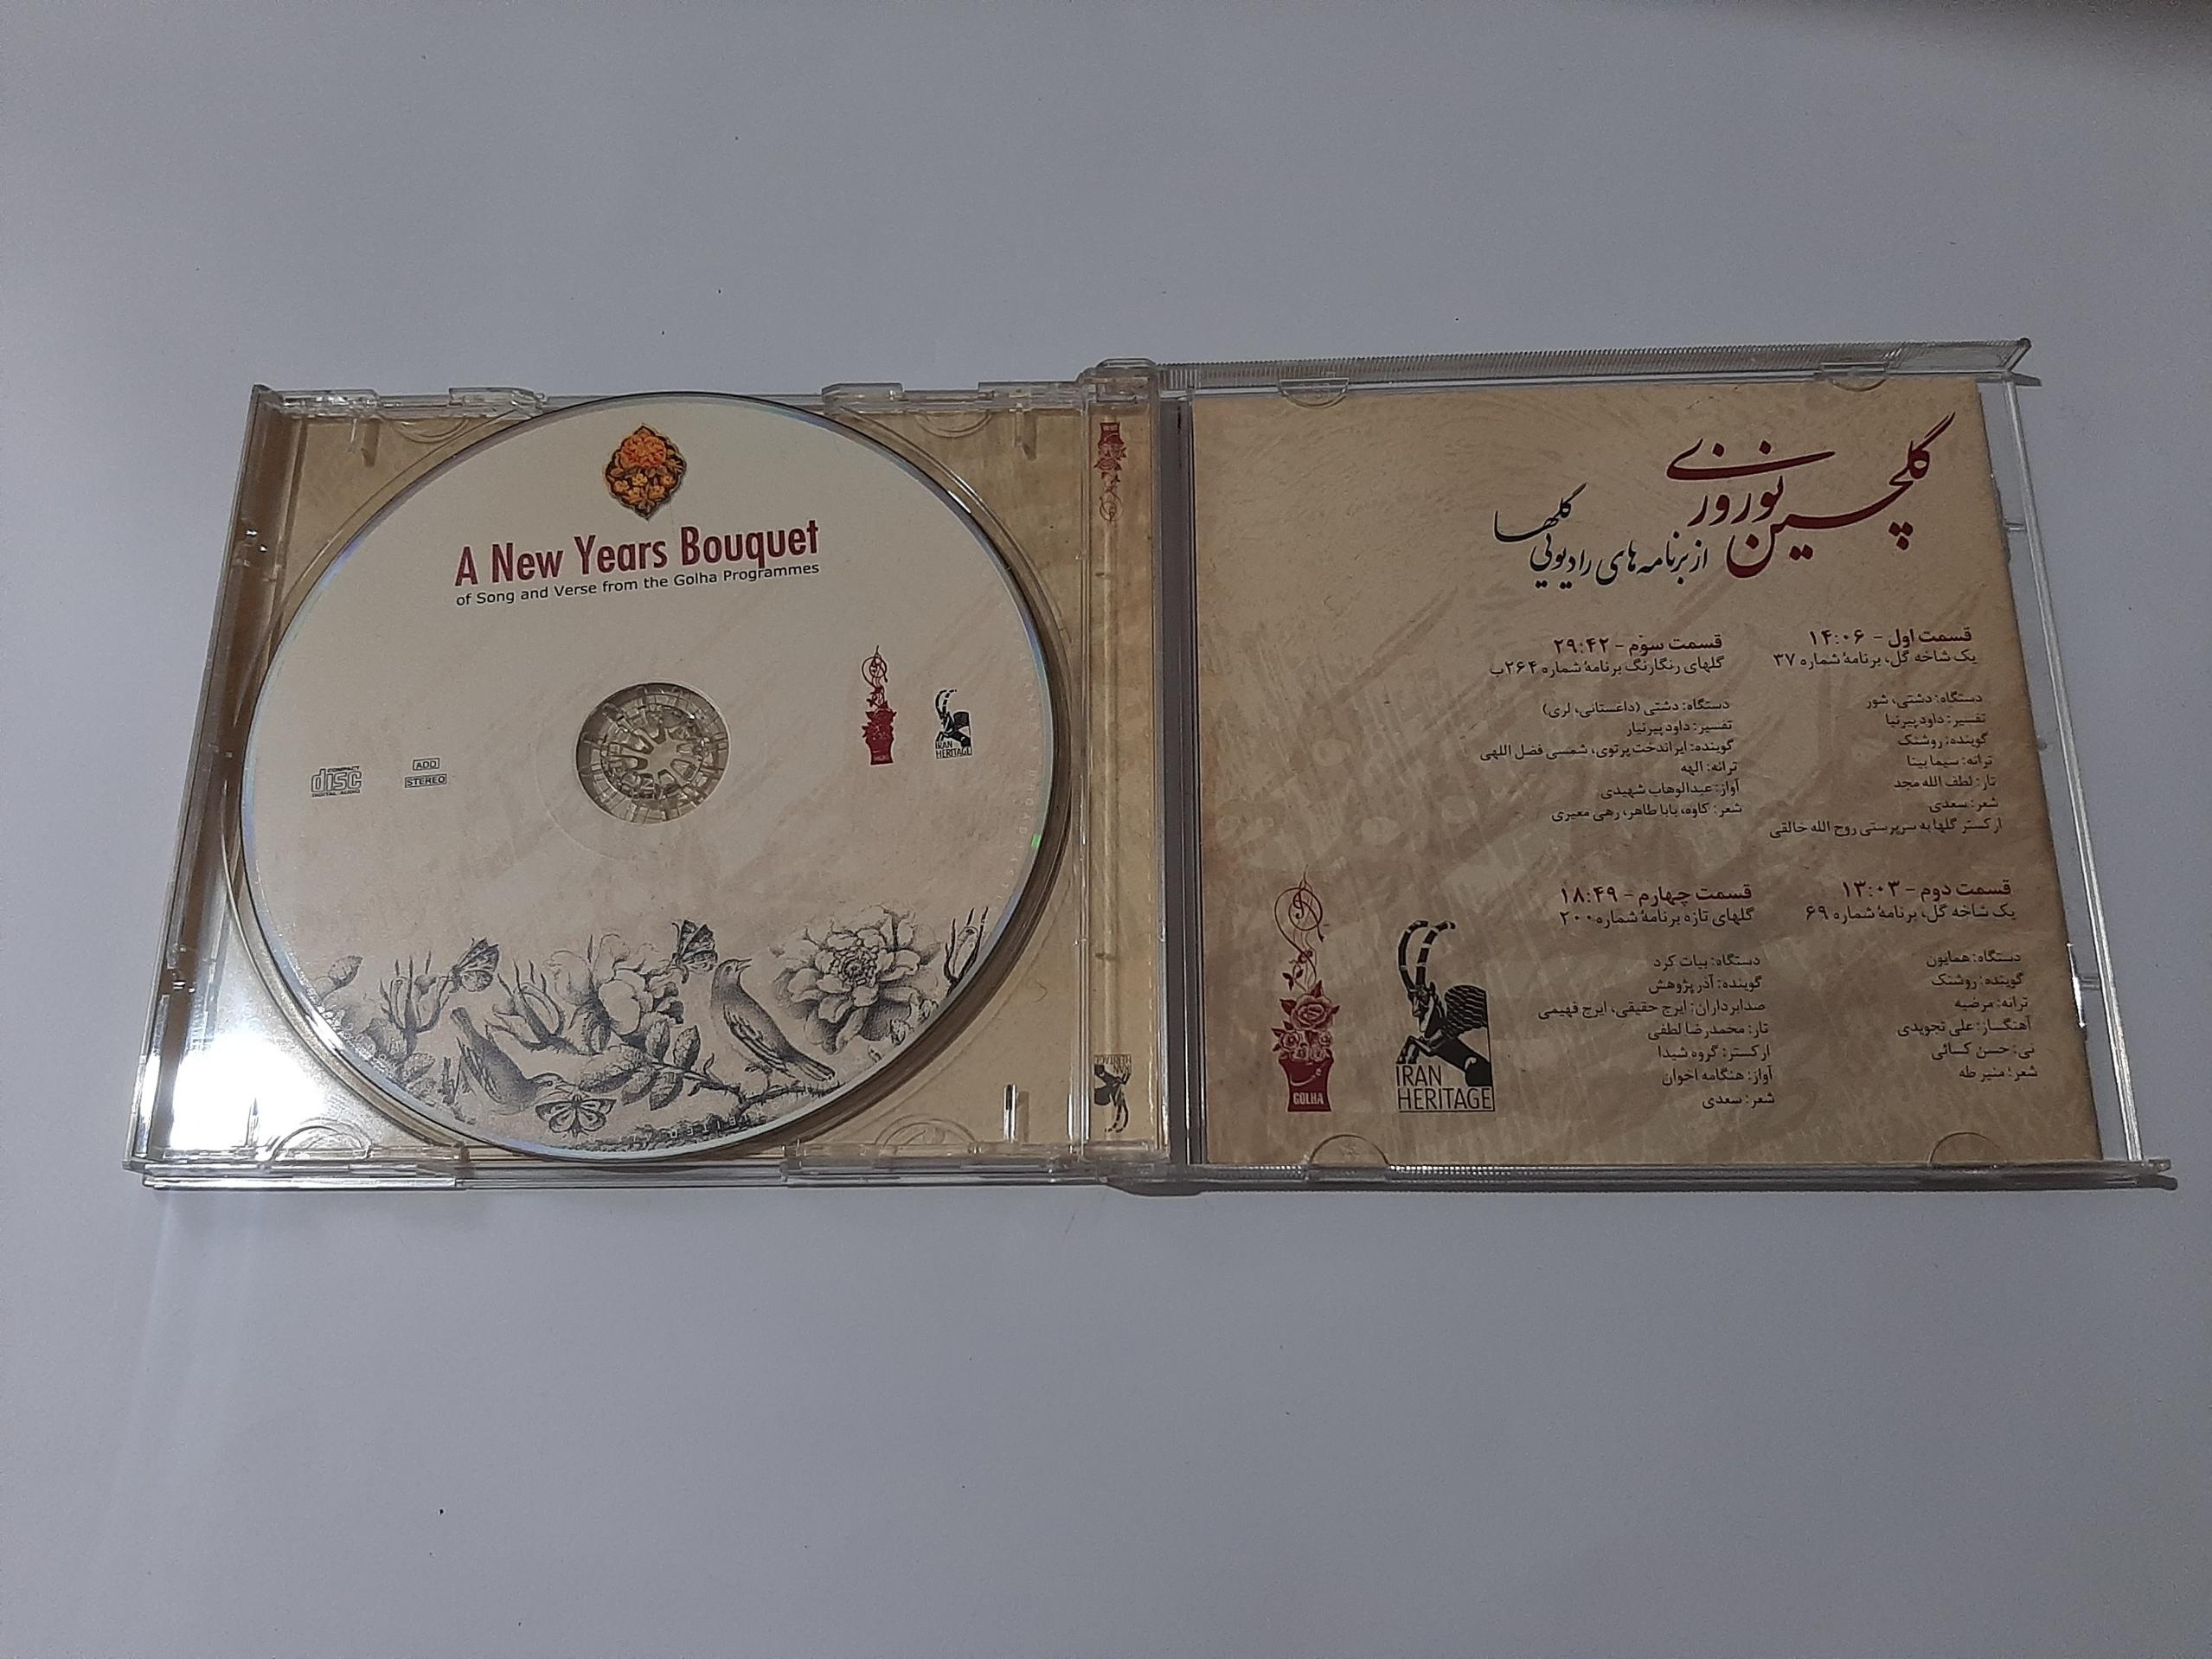 A New Years Bouquet
of Song and Verse from the Golha Programmes
COMPACT
disc
DIGITAL AUDIO
ADD
STEREO
IRAN
HERITAGE
گلچین نوروزی
از برنامه های رادیویی گلها
قسمت اول - ۱۴:۰۶
یک شاخه گل، برنامهٔ شماره ۳۷
دستگاه: دشتی، شور
تفسیر: داود پیرنیا
گوینده: روشنک
ترانه: سیما بینا
تار: لطف الله مجد
شعر: سعدی
ارکستر گلها به سرپرستی روح الله خالقی
قسمت دوم - ۱۳:۰۳
یک شاخه گل، برنامهٔ شماره ۶۹
دستگاه: همایون
گوینده: روشنک
ترانه: مرضیه
آهنگساز: علی تجویدی
نی: حسن کسائی
شعر: منیر طه
قسمت سوّم - ۲۹:۴۲
گلهای رنگارنگ برنامهٔ شماره ۲۶۴ب
دستگاه: دشتی (داغستانی، لری)
تفسیر: داود پیرنیار
گوینده: ایراندخت پرتوی، شمسی فضل اللهی
ترانه: الهه
آواز: عبدالوهاب شهیدی
شعر: کاوه، بابا طاهر، رهی معیری
قسمت چهارم - ۱۸:۴۹
گلهای تازه برنامهٔ شماره ۲۰۰
دستگاه: بیات کرد
گوینده: آذر پژوهش
صدابرداران: ایرج حقیقی، ایرج فهیمی
تار: محمدرضا لطفی
ارکستر: گروه شیدا
آواز: هنگامه اخوان
شعر: سعدی
GOLHA
IRAN
HERITAGE